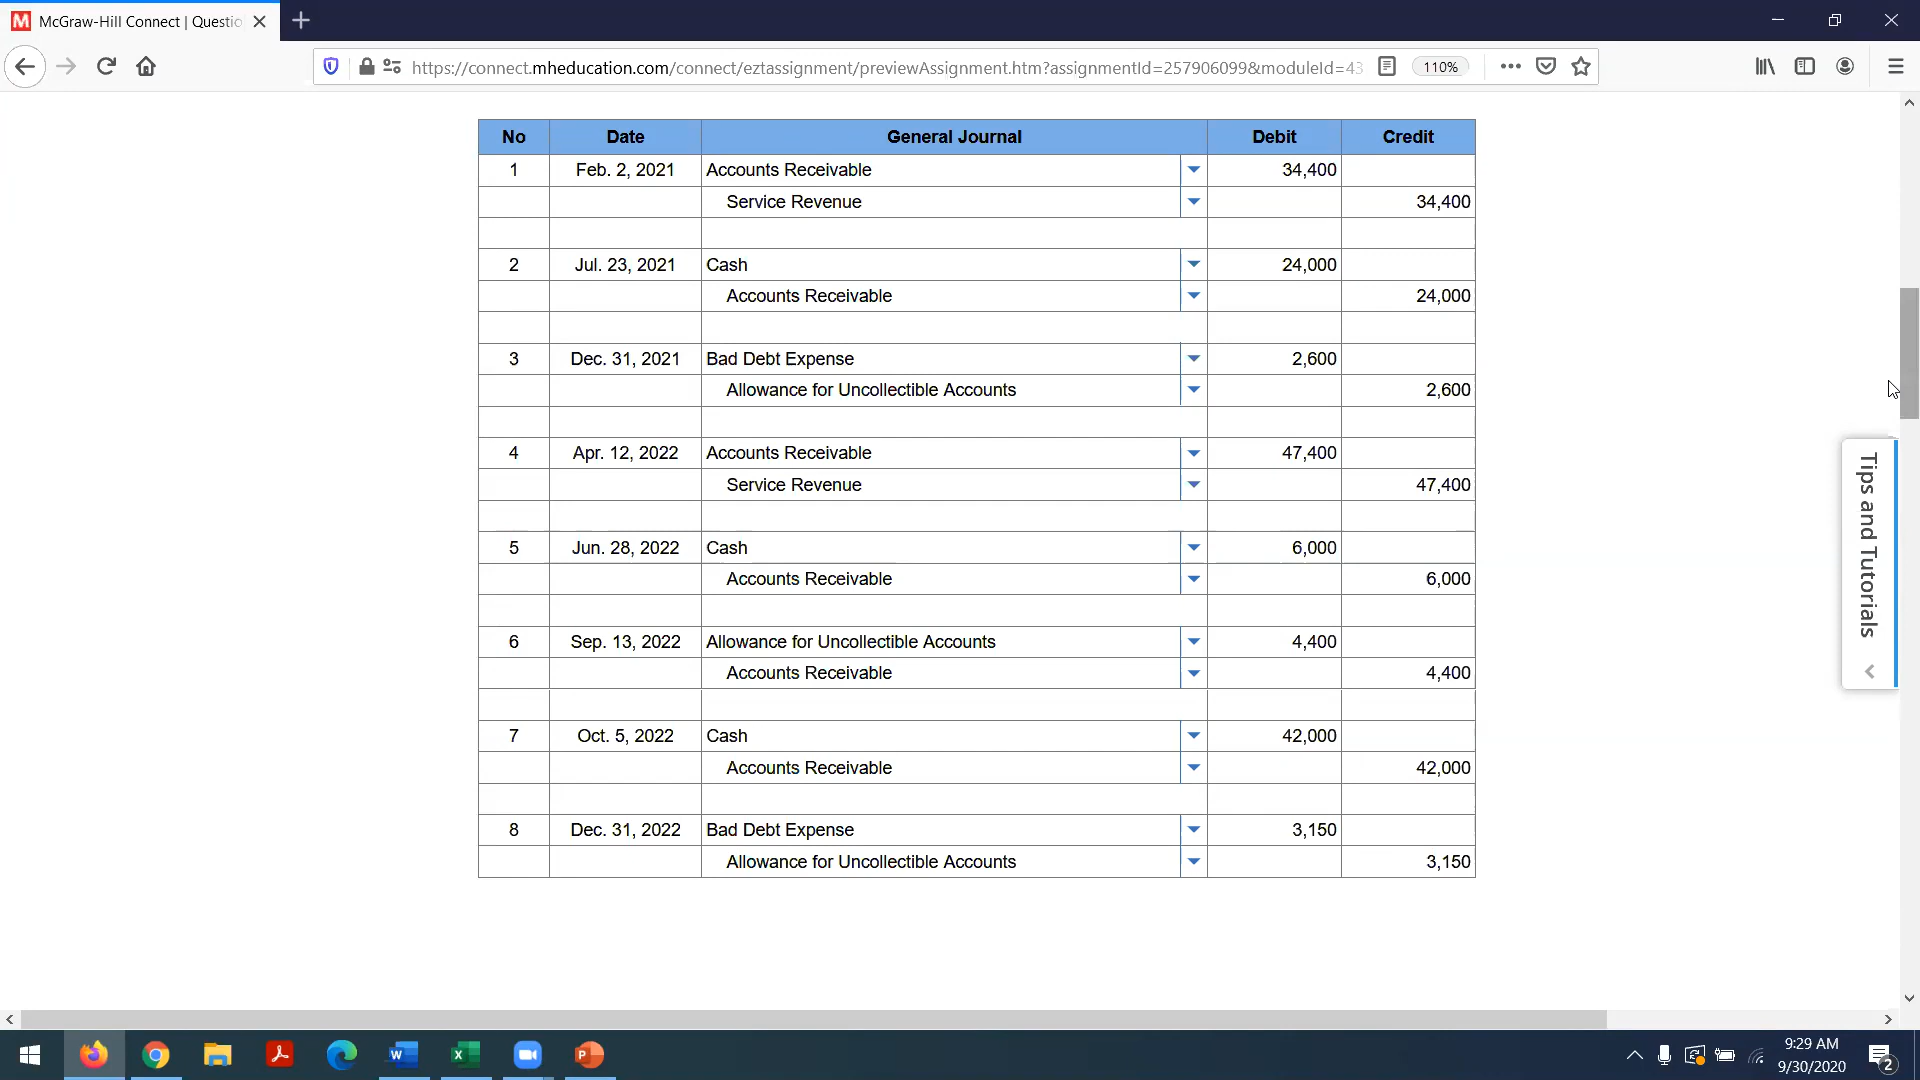 McGraw-Hill Connect | Questio
https://connect.mheducation.com/connect/eztassignment/previewAssignment.htm?assignmentId=257906099&moduleId=43
110%
No Date General Journal Debit Credit
1 Feb. 2, 2021 Accounts Receivable 34,400
Service Revenue 34,400
2 Jul. 23, 2021 Cash 24,000
Accounts Receivable 24,000
3 Dec. 31, 2021 Bad Debt Expense 2,600
Allowance for Uncollectible Accounts 2,600
4 Apr. 12, 2022 Accounts Receivable 47,400
Service Revenue 47,400
5 Jun. 28, 2022 Cash 6,000
Accounts Receivable 6,000
6 Sep. 13, 2022 Allowance for Uncollectible Accounts 4,400
Accounts Receivable 4,400
7 Oct. 5, 2022 Cash 42,000
Accounts Receivable 42,000
8 Dec. 31, 2022 Bad Debt Expense 3,150
Allowance for Uncollectible Accounts 3,150
Tips and Tutorials
9:29 AM
9/30/2020
2